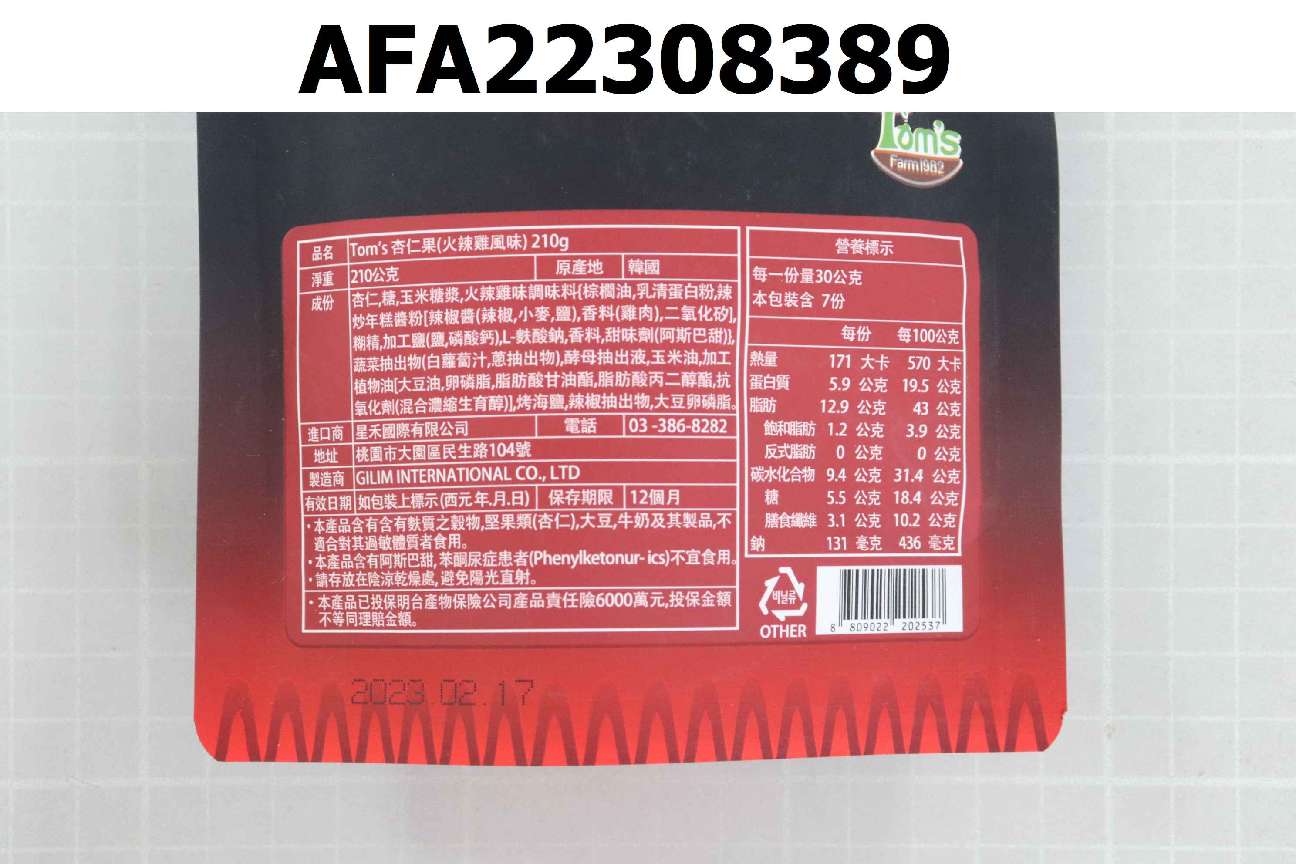 AFA22308389
Tom's
Farm1982
品名 Tom's 杏仁果(火辣雞風味) 210g
淨重 210公克 原產地 韓國
成份 杏仁,糖,玉米糖漿,火辣雞味調味料{棕櫚油,乳清蛋白粉,辣
炒年糕醬粉[辣椒醬(辣椒,小麥,鹽),香料(雞肉),二氧化矽],
糊精,加工鹽(鹽,磷酸鈣),L-麩酸鈉,香料,甜味劑(阿斯巴甜)},
蔬菜抽出物(白蘿蔔汁,蔥抽出物),酵母抽出液,玉米油,加工
植物油[大豆油,卵磷脂,脂肪酸甘油酯,脂肪酸丙二醇酯,抗
氧化劑(混合濃縮生育醇)],烤海鹽,辣椒抽出物,大豆卵磷脂。
進口商 星禾國際有限公司 電話 03 -386-8282
地址 桃園市大園區民生路104號
製造商 GILIM INTERNATIONAL CO., LTD
有效日期 如包裝上標示(西元年.月.日) 保存期限 12個月
•本產品含有含有麩質之穀物,堅果類(杏仁),大豆,牛奶及其製品,不
適合對其過敏體質者食用。
•本產品含有阿斯巴甜,苯酮尿症患者(Phenylketonur- ics)不宜食用。
•請存放在陰涼乾燥處,避免陽光直射。
•本產品已投保明台產物保險公司產品責任險6000萬元,投保金額
不等同理賠金額。
營養標示
每一份量30公克
本包裝含 7份
每份 每100公克
熱量 171 大卡 570 大卡
蛋白質 5.9 公克 19.5 公克
脂肪 12.9 公克 43 公克
飽和脂肪 1.2 公克 3.9 公克
反式脂肪 0 公克 0 公克
碳水化合物 9.4 公克 31.4 公克
糖 5.5 公克 18.4 公克
膳食纖維 3.1 公克 10.2 公克
鈉 131 毫克 436 毫克
비닐류
OTHER
8 809022 202537
2023.02.17